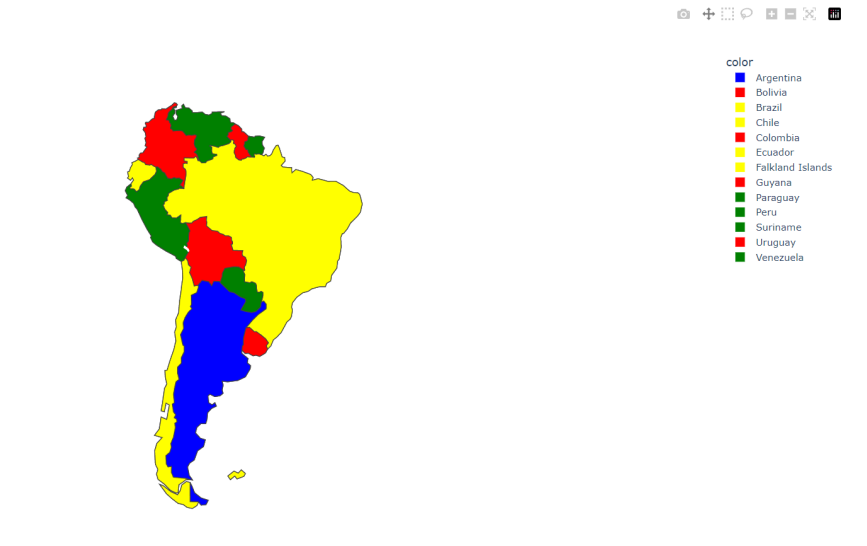 color
Argentina
Bolivia
Brazil
Chile
Colombia
Ecuador
Falkland Islands
Guyana
Paraguay
Peru
Suriname
Uruguay
Venezuela